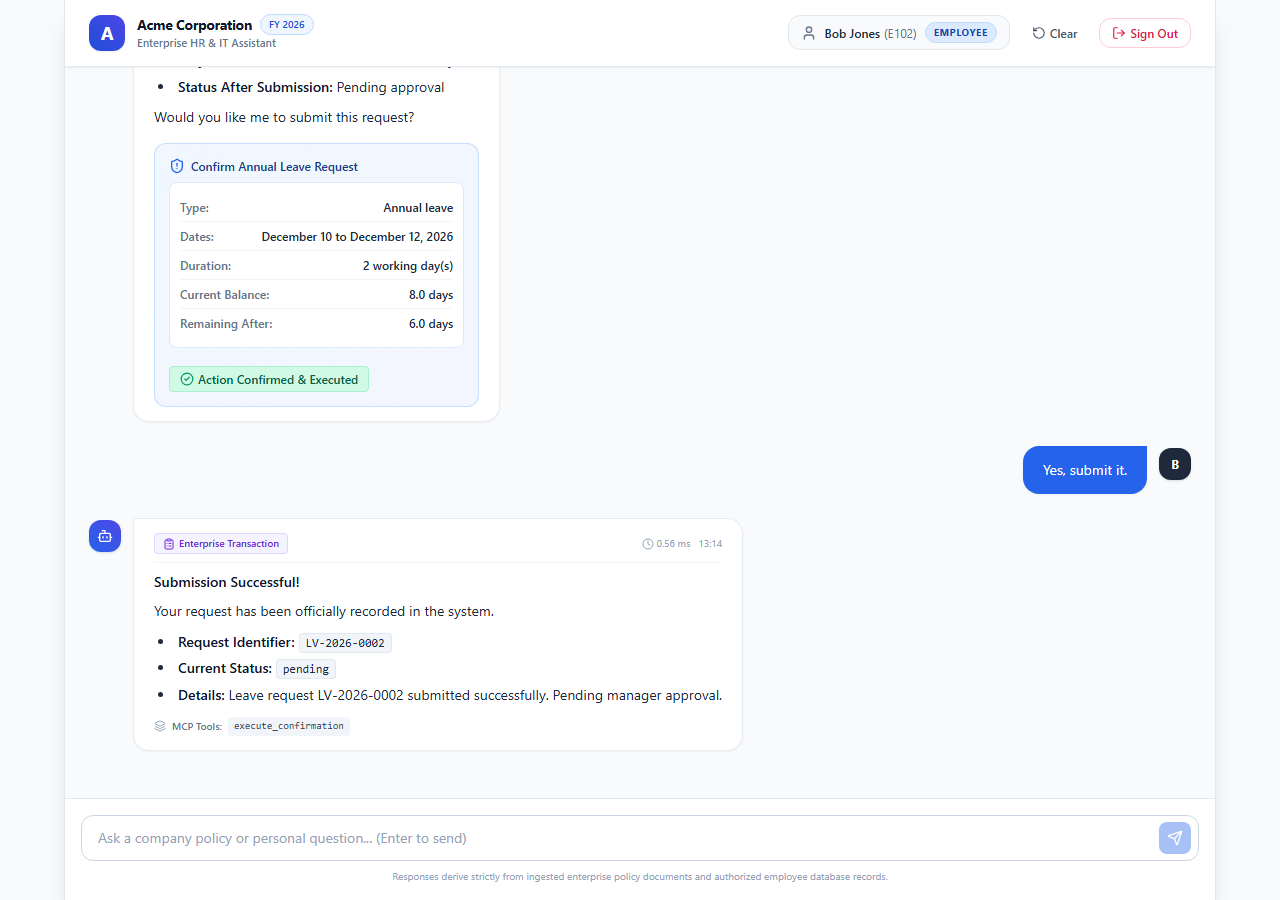 A
Acme Corporation FY 2026
Enterprise HR & IT Assistant
Bob Jones (E102) EMPLOYEE
Clear
Sign Out
• Status After Submission: Pending approval
Would you like me to submit this request?
Confirm Annual Leave Request
Type: Annual leave
Dates: December 10 to December 12, 2026
Duration: 2 working day(s)
Current Balance: 8.0 days
Remaining After: 6.0 days
Action Confirmed & Executed
Yes, submit it.
B
Enterprise Transaction 0.56 ms 13:14
Submission Successful!
Your request has been officially recorded in the system.
• Request Identifier: LV-2026-0002
• Current Status: pending
• Details: Leave request LV-2026-0002 submitted successfully. Pending manager approval.
MCP Tools: execute_confirmation
Ask a company policy or personal question... (Enter to send)
Responses derive strictly from ingested enterprise policy documents and authorized employee database records.